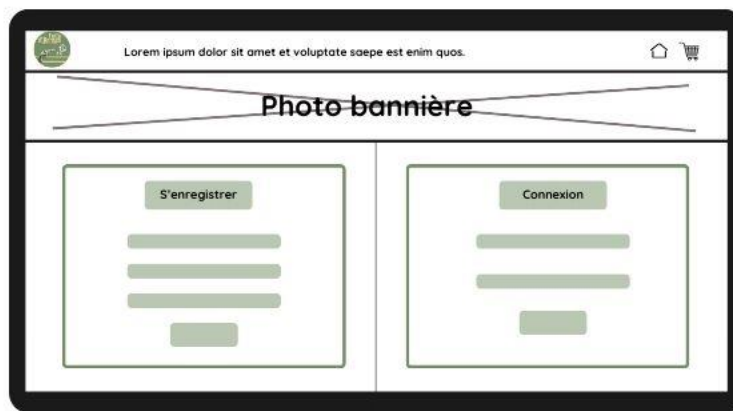 Lorem ipsum dolor sit amet et voluptate saepe est enim quos.
Photo bannière
S'enregistrer
Connexion